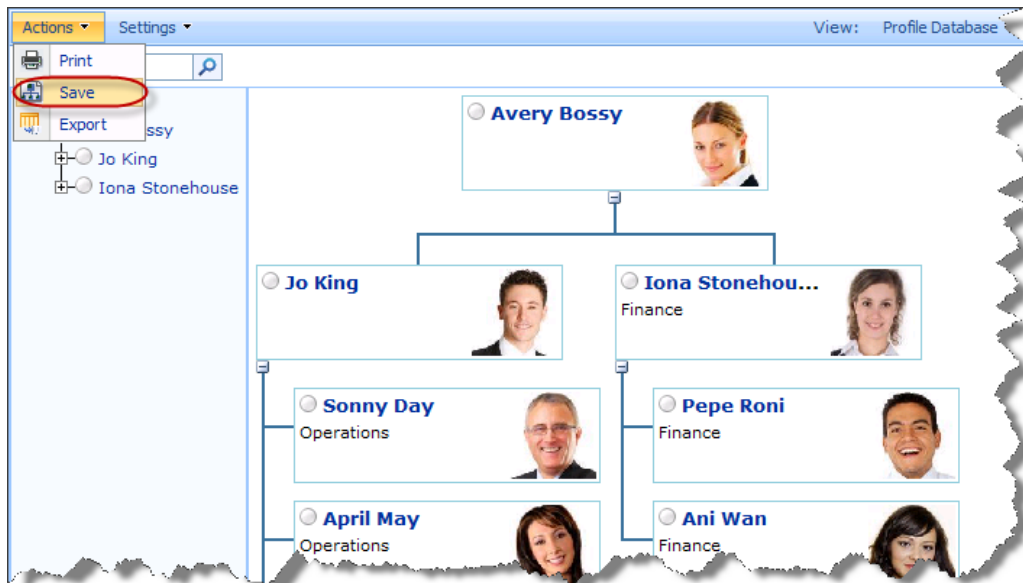 Actions Settings View: Profile Database
Print
Save
Export
ssy
Jo King
Iona Stonehouse
Avery Bossy
Jo King
Iona Stonehou...
Finance
Sonny Day
Operations
Pepe Roni
Finance
April May
Operations
Ani Wan
Finance